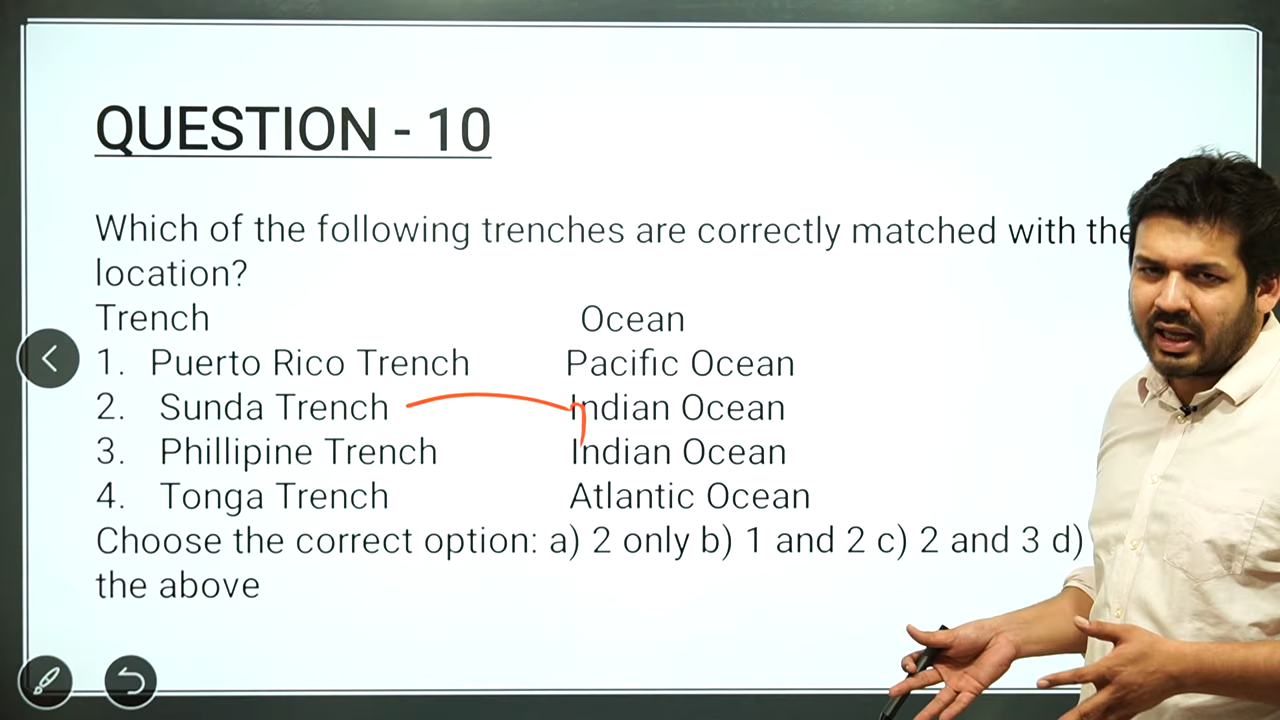 QUESTION - 10
Which of the following trenches are correctly matched with the
location?
Trench Ocean
1. Puerto Rico Trench Pacific Ocean
2. Sunda Trench Indian Ocean
3. Phillipine Trench Indian Ocean
4. Tonga Trench Atlantic Ocean
Choose the correct option: a) 2 only b) 1 and 2 c) 2 and 3 d)
the above